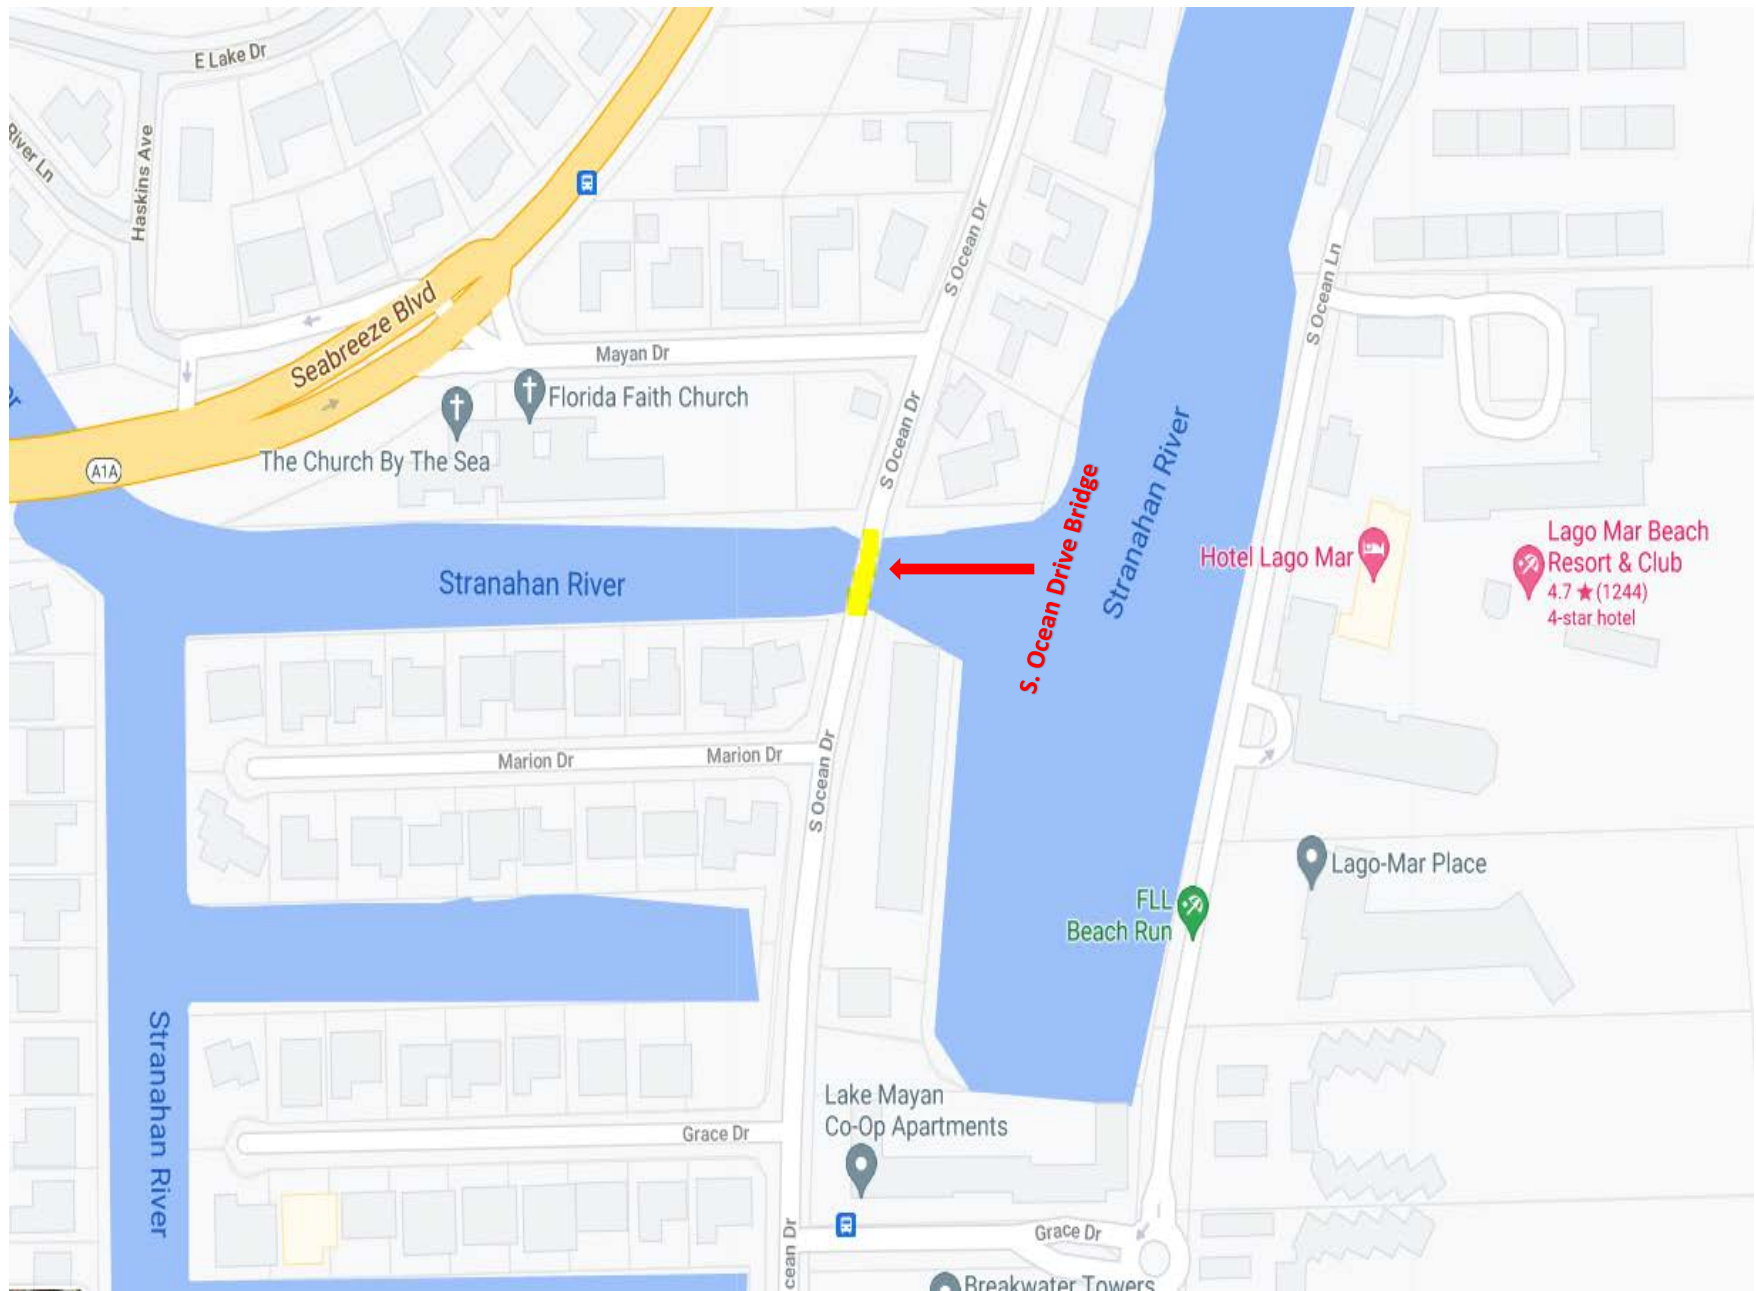 E Lake Dr
River Ln
Haskins Ave
S Ocean Dr
S Ocean Ln
Seabreeze Blvd
Mayan Dr
Florida Faith Church
The Church By The Sea
A1A
S Ocean Dr
Stranahan River
S. Ocean Drive Bridge
Stranahan River
Hotel Lago Mar
Lago Mar Beach
Resort & Club
4.7 ★ (1244)
4-star hotel
Marion Dr
Marion Dr
S Ocean Dr
Lago-Mar Place
FLL
Beach Run
Stranahan River
Lake Mayan
Co-Op Apartments
Grace Dr
Grace Dr
cean Dr
Breakwater Towers